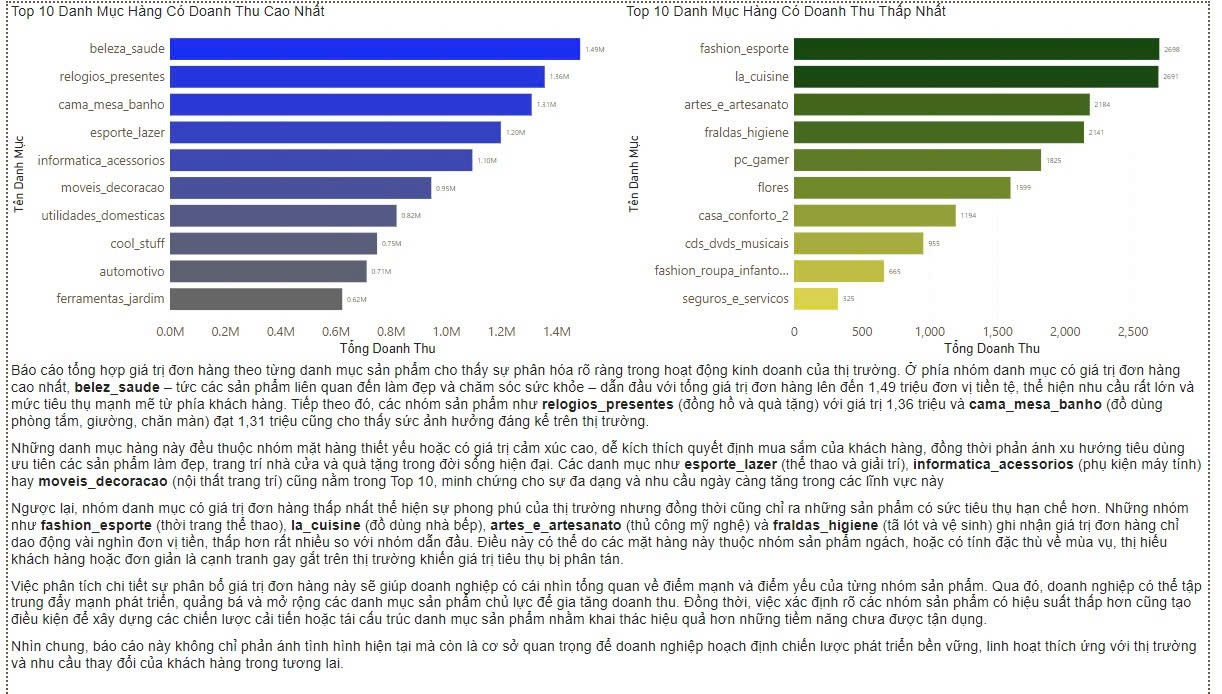 Top 10 Danh Mục Hàng Có Doanh Thu Cao Nhất
Tên Danh Mục
beleza_saude 1.49M
relogios_presentes 1.36M
cama_mesa_banho 1.31M
esporte_lazer 1.20M
informatica_acessorios 1.10M
moveis_decoracao 0.95M
utilidades_domesticas 0.82M
cool_stuff 0.75M
automotivo 0.71M
ferramentas_jardim 0.62M
0.0M 0.2M 0.4M 0.6M 0.8M 1.0M 1.2M 1.4M
Tổng Doanh Thu
Top 10 Danh Mục Hàng Có Doanh Thu Thấp Nhất
Tên Danh Mục
fashion_esporte 2698
la_cuisine 2691
artes_e_artesanato 2184
fraldas_higiene 2141
pc_gamer 1825
flores 1599
casa_conforto_2 1194
cds_dvds_musicais 955
fashion_roupa_infanto... 665
seguros_e_servicos 325
0 500 1,000 1,500 2,000 2,500
Tổng Doanh Thu
Báo cáo tổng hợp giá trị đơn hàng theo từng danh mục sản phẩm cho thấy sự phân hóa rõ ràng trong hoạt động kinh doanh của thị trường. Ở phía nhóm danh mục có giá trị đơn hàng
cao nhất, belez_saude – tức các sản phẩm liên quan đến làm đẹp và chăm sóc sức khỏe – dẫn đầu với tổng giá trị đơn hàng lên đến 1,49 triệu đơn vị tiền tệ, thể hiện nhu cầu rất lớn và
mức tiêu thụ mạnh mẽ từ phía khách hàng. Tiếp theo đó, các nhóm sản phẩm như relogios_presentes (đồng hồ và quà tặng) với giá trị 1,36 triệu và cama_mesa_banho (đồ dùng
phòng tắm, giường, chăn màn) đạt 1,31 triệu cũng cho thấy sức ảnh hưởng đáng kể trên thị trường.
Những danh mục hàng này đều thuộc nhóm mặt hàng thiết yếu hoặc có giá trị cảm xúc cao, dễ kích thích quyết định mua sắm của khách hàng, đồng thời phản ánh xu hướng tiêu dùng
ưu tiên các sản phẩm làm đẹp, trang trí nhà cửa và quà tặng trong đời sống hiện đại. Các danh mục như esporte_lazer (thể thao và giải trí), informatica_acessorios (phụ kiện máy tính)
hay moveis_decoracao (nội thất trang trí) cũng nằm trong Top 10, minh chứng cho sự đa dạng và nhu cầu ngày càng tăng trong các lĩnh vực này
Ngược lại, nhóm danh mục có giá trị đơn hàng thấp nhất thể hiện sự phong phú của thị trường nhưng đồng thời cũng chỉ ra những sản phẩm có sức tiêu thụ hạn chế hơn. Những nhóm
như fashion_esporte (thời trang thể thao), la_cuisine (đồ dùng nhà bếp), artes_e_artesanato (thủ công mỹ nghệ) và fraldas_higiene (tã lót và vệ sinh) ghi nhận giá trị đơn hàng chỉ
dao động vài nghìn đơn vị tiền, thấp hơn rất nhiều so với nhóm dẫn đầu. Điều này có thể do các mặt hàng này thuộc nhóm sản phẩm ngách, hoặc có tính đặc thù về mùa vụ, thị hiếu
khách hàng hoặc đơn giản là cạnh tranh gay gắt trên thị trường khiến giá trị tiêu thụ bị phân tán.
Việc phân tích chi tiết sự phân bổ giá trị đơn hàng này sẽ giúp doanh nghiệp có cái nhìn tổng quan về điểm mạnh và điểm yếu của từng nhóm sản phẩm. Qua đó, doanh nghiệp có thể tập
trung đẩy mạnh phát triển, quảng bá và mở rộng các danh mục sản phẩm chủ lực để gia tăng doanh thu. Đồng thời, việc xác định rõ các nhóm sản phẩm có hiệu suất thấp hơn cũng tạo
điều kiện để xây dựng các chiến lược cải tiến hoặc tái cấu trúc danh mục sản phẩm nhằm khai thác hiệu quả hơn những tiềm năng chưa được tận dụng.
Nhìn chung, báo cáo này không chỉ phản ánh tình hình hiện tại mà còn là cơ sở quan trọng để doanh nghiệp hoạch định chiến lược phát triển bền vững, linh hoạt thích ứng với thị trường
và nhu cầu thay đổi của khách hàng trong tương lai.